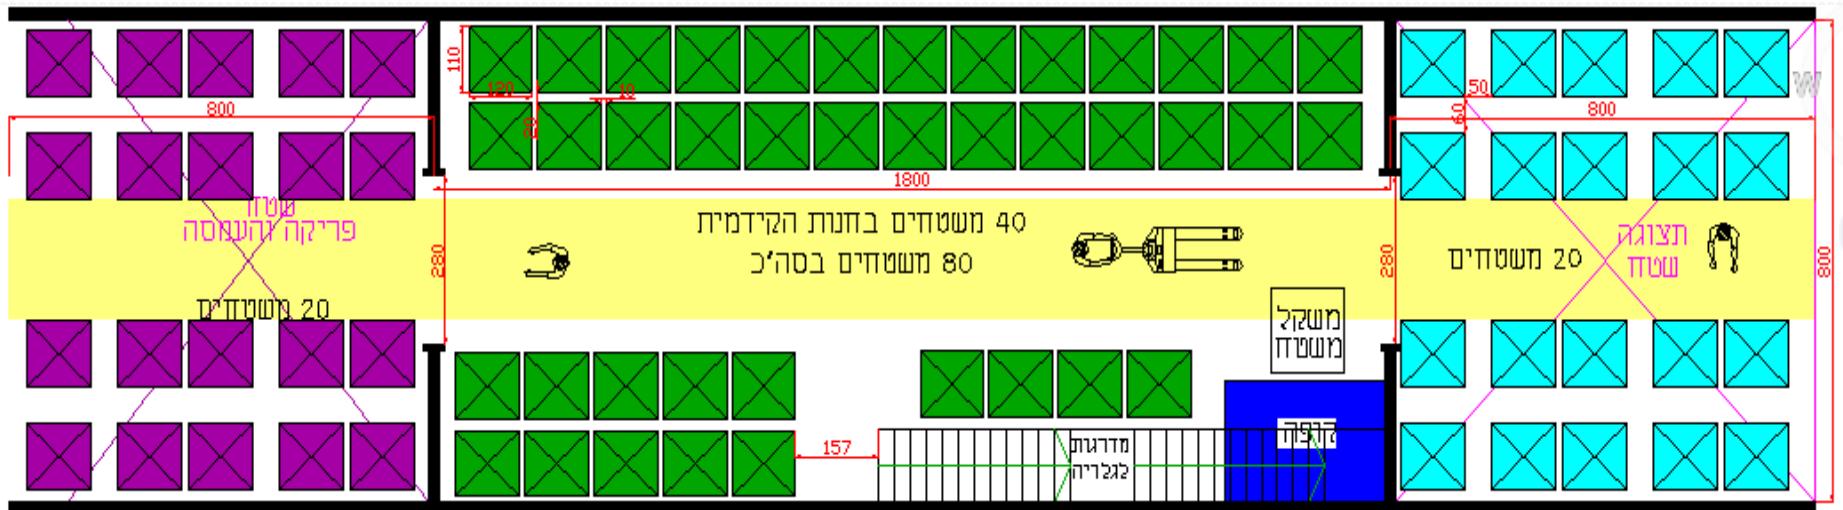 110
120
10
20
800
1800
50
60
800
שטח
פריקה והעמסה
40 משטחים בחנות הקידמית
80 משטחים בסה'כ
תצוגה
שטח
20 משטחים
280
280
800
20 משטחים
משקל
משטח
קופה
157
מדרגות
לגלריה
W